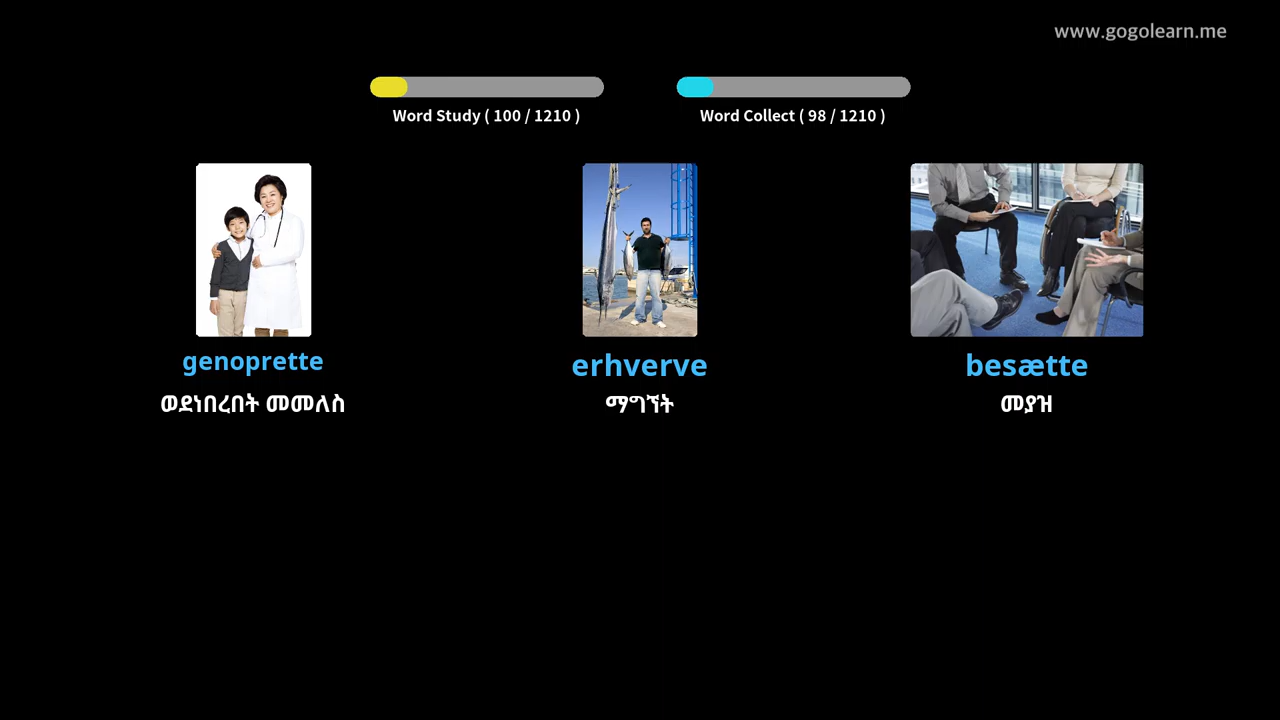 www.gogolearn.me
Word Study ( 100 / 1210 )
Word Collect ( 98 / 1210 )
genoprette
erhverve
besætte
ወደነበረበት መመለስ
ማግኘት
መያዝ